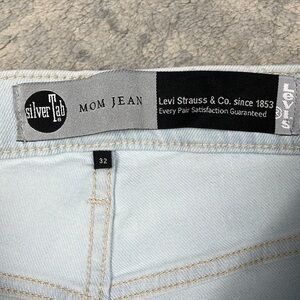 silver Tab
MOM JEAN
Levi Strauss & Co. since 1853
Every Pair Satisfaction Guaranteed
LEVI'S
32